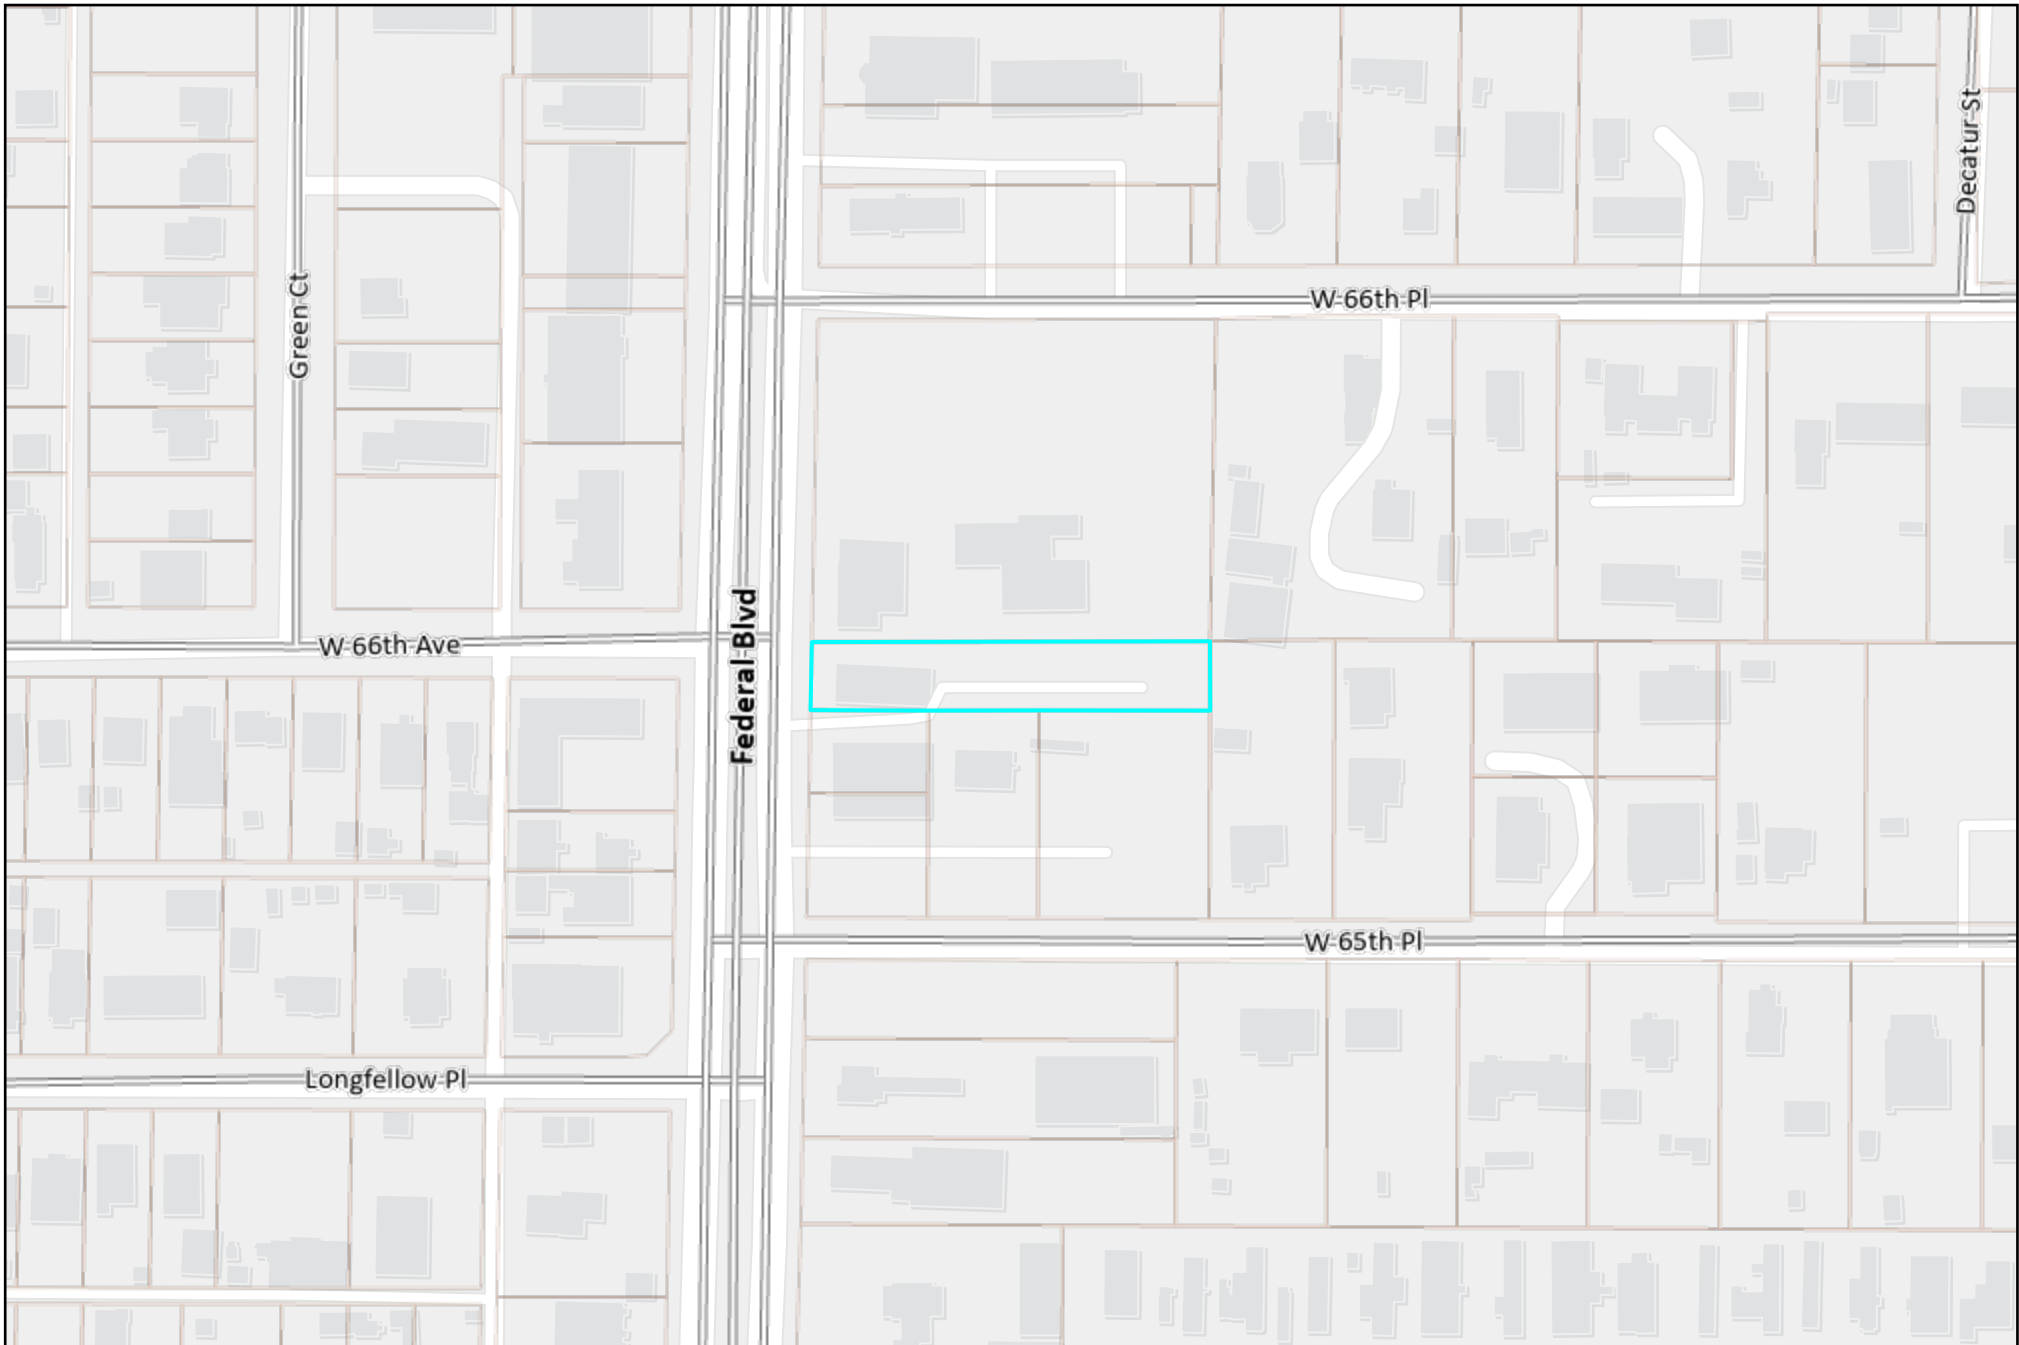 Decatur St
W 66th Pl
Green Ct
W 66th Ave
Federal Blvd
W 65th Pl
Longfellow Pl